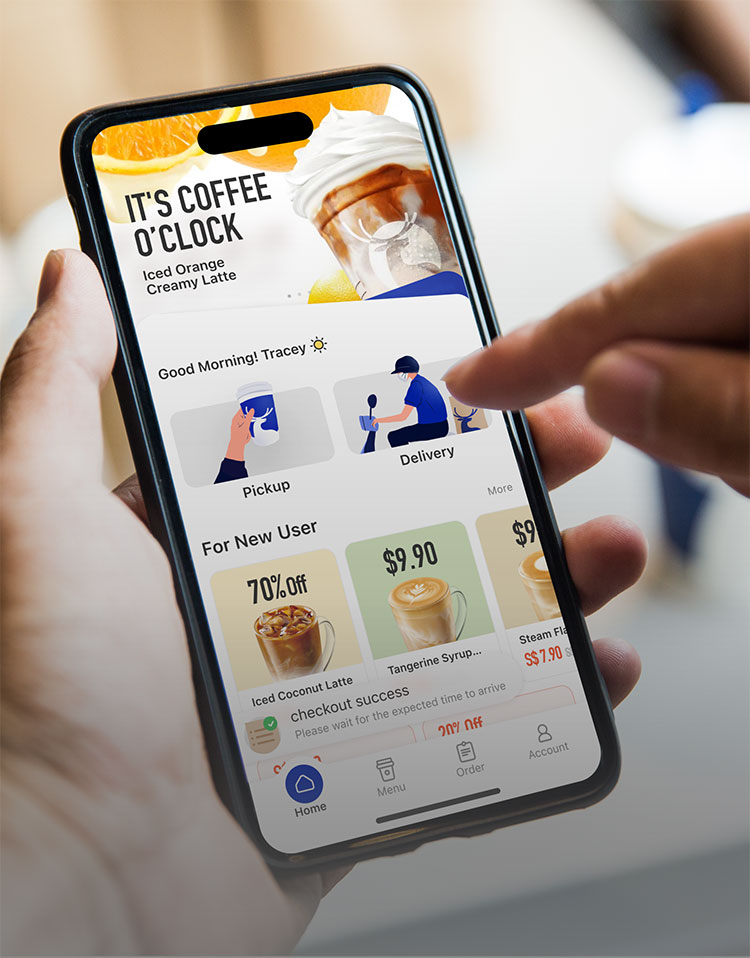 IT'S COFFEE
O'CLOCK
Iced Orange
Creamy Latte
Good Morning! Tracey
Pickup
Delivery
For New User
More
70%Off
$9.90
$9
Iced Coconut Latte
Tangerine Syrup...
Steam Fla
S$7.90
checkout success
Please wait for the expected time to arrive
20% Off
Home
Menu
Order
Account